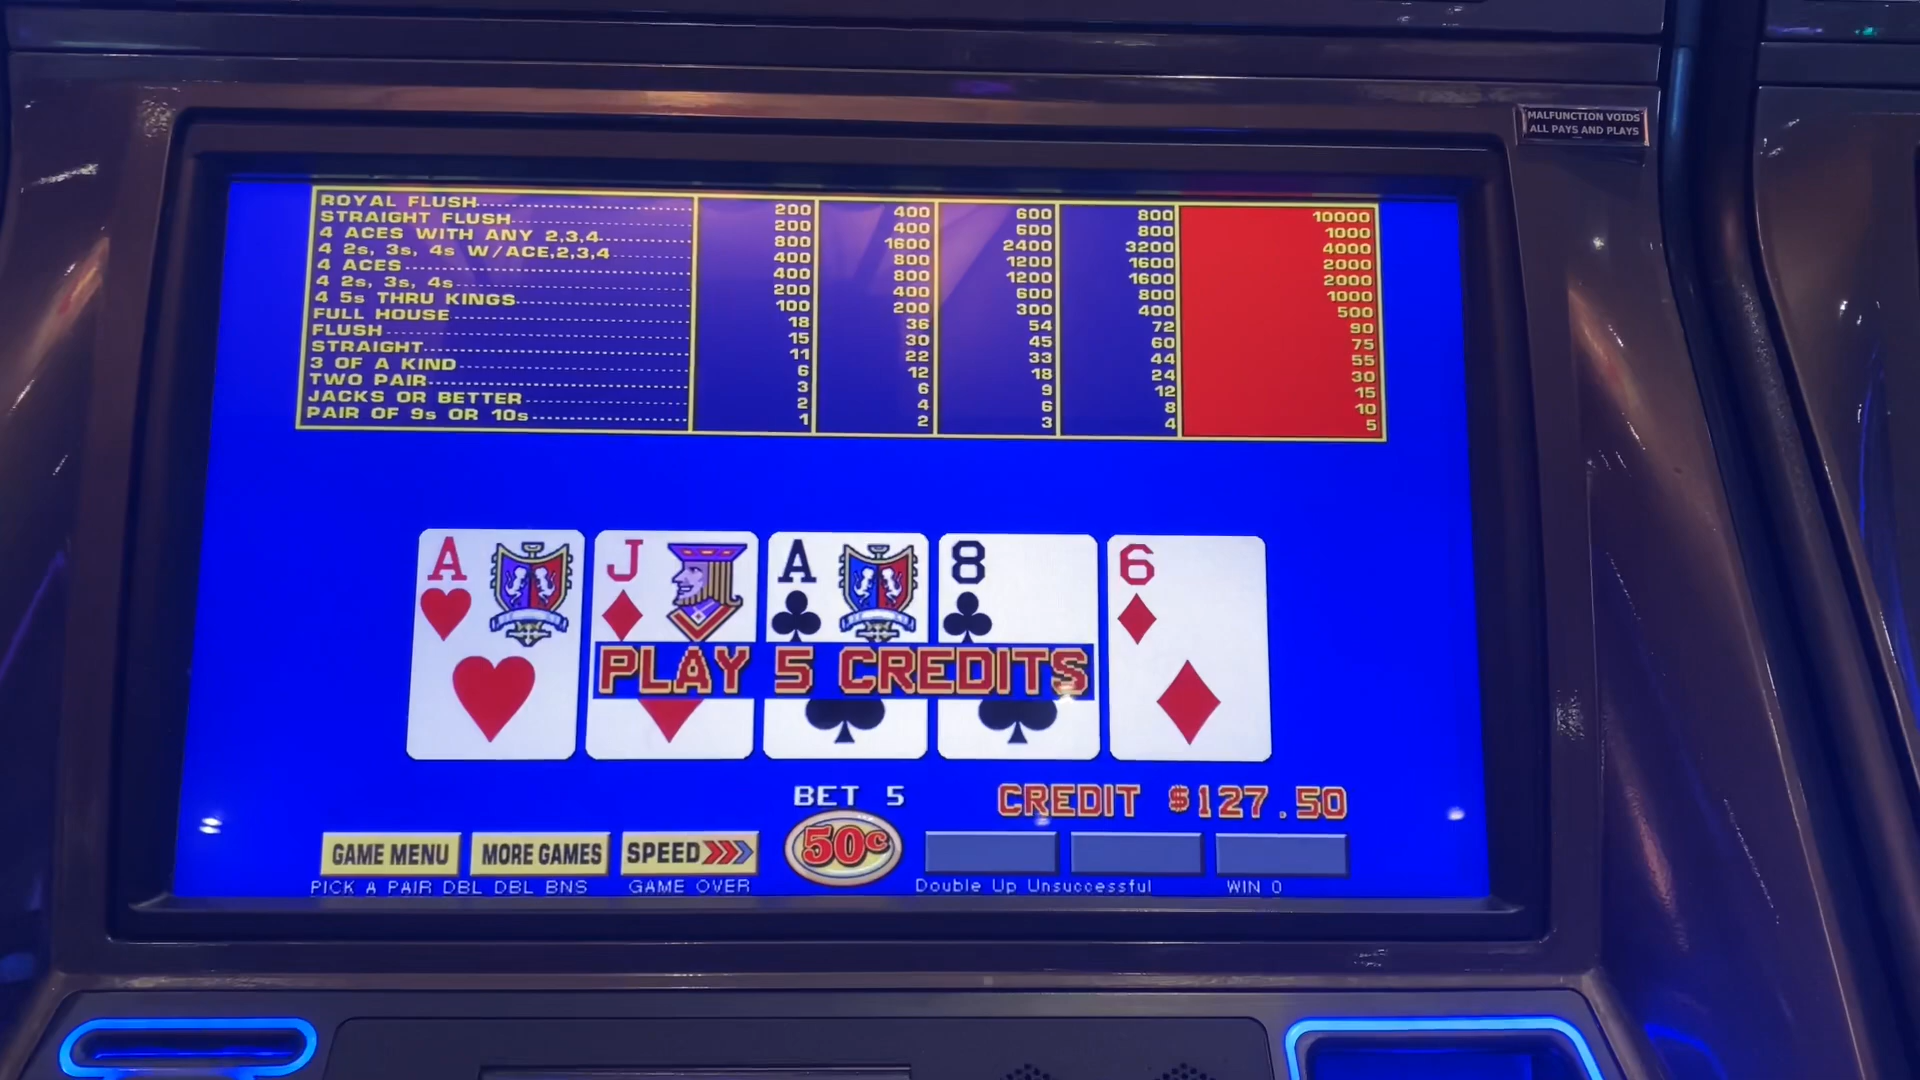 MALFUNCTION VOIDS
ALL PAYS AND PLAYS
ROYAL FLUSH 200 400 600 800 10000
STRAIGHT FLUSH 200 400 600 800 1000
4 ACES WITH ANY 2,3,4 800 1600 2400 3200 4000
4 2s, 3s, 4s W/ACE,2,3,4 400 800 1200 1600 2000
4 ACES 400 800 1200 1600 2000
4 2s, 3s, 4s 200 400 600 800 1000
4 5s THRU KINGS 100 200 300 400 500
FULL HOUSE 18 36 54 72 90
FLUSH 15 30 45 60 75
STRAIGHT 11 22 33 44 55
3 OF A KIND 6 12 18 24 30
TWO PAIR 3 6 9 12 15
JACKS OR BETTER 2 4 6 8 10
PAIR OF 9s OR 10s 1 2 3 4 5
A J A 8 6
PLAY 5 CREDITS
BET 5 CREDIT $127.50
GAME MENU MORE GAMES SPEED 50¢
PICK A PAIR DBL DBL BNS GAME OVER Double Up Unsuccessful WIN 0